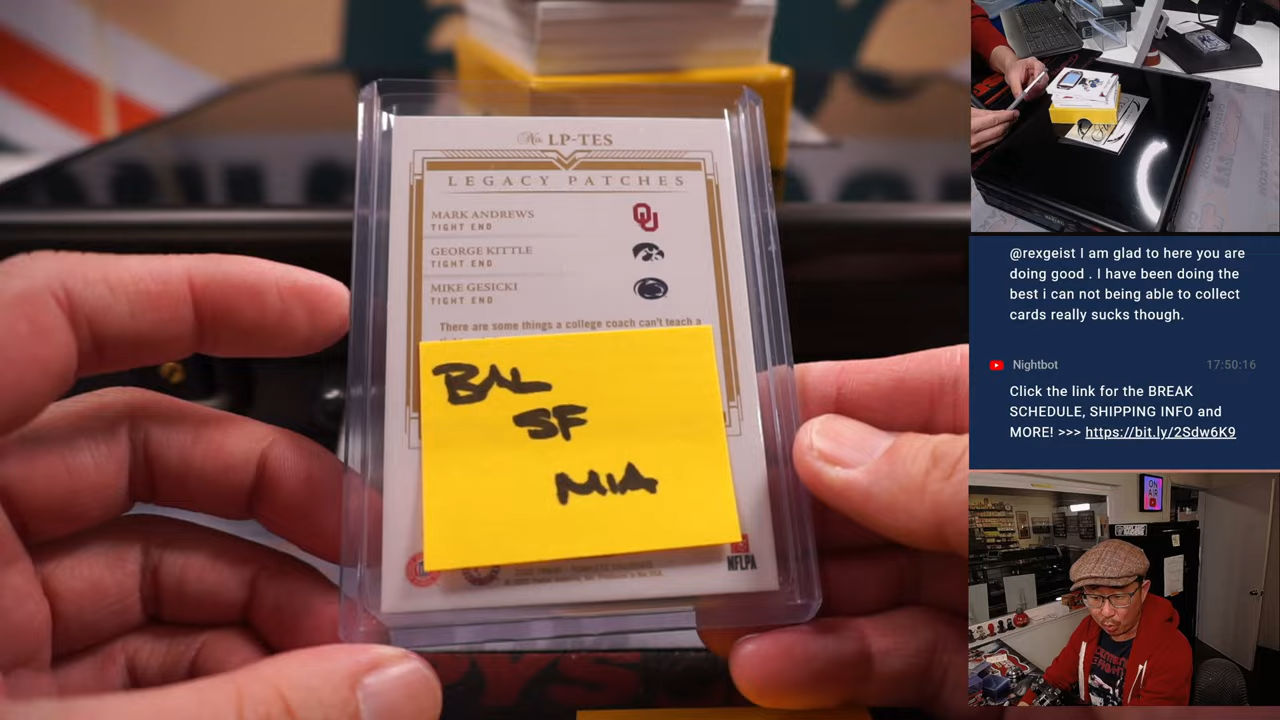 No. LP-TES
LEGACY PATCHES
MARK ANDREWS
TIGHT END
OU
GEORGE KITTLE
TIGHT END
MIKE GESICKI
TIGHT END
There are some things a college coach can't teach a
BAL
SF
MIA
NFLPA
@rexgeist I am glad to here you are
doing good . I have been doing the
best i can not being able to collect
cards really sucks though.
Nightbot
17:50:16
Click the link for the BREAK
SCHEDULE, SHIPPING INFO and
MORE! >>> https://bit.ly/2Sdw6K9
ON
AIR